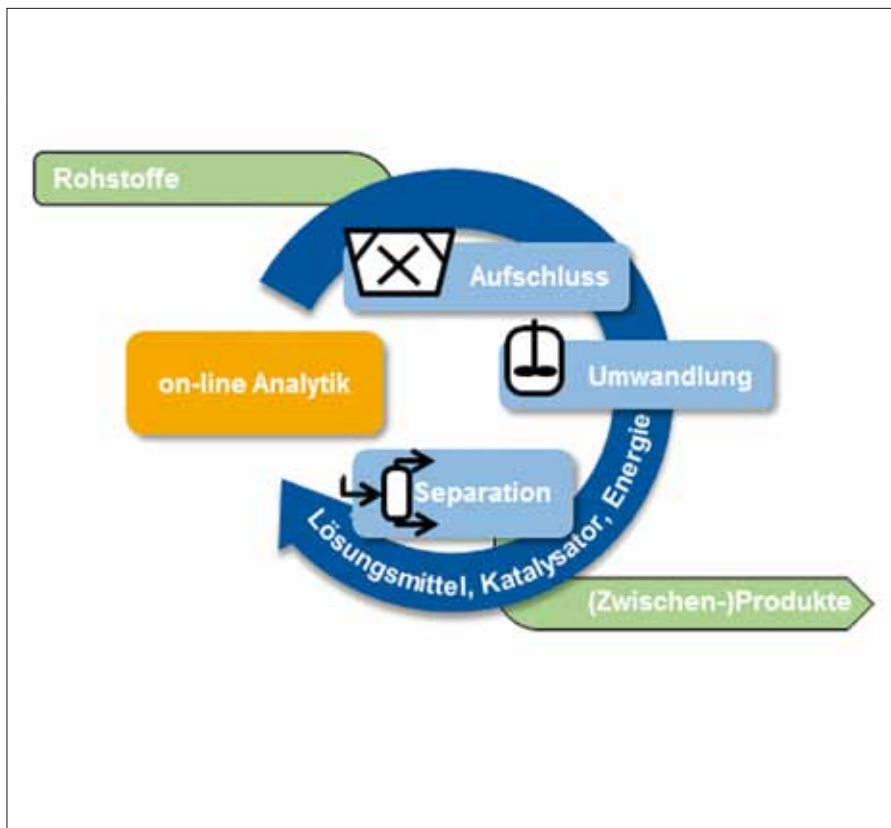 Rohstoffe
Aufschluss
on-line Analytik
Umwandlung
Separation
Lösungsmittel, Katalysator, Energie
(Zwischen-)Produkte